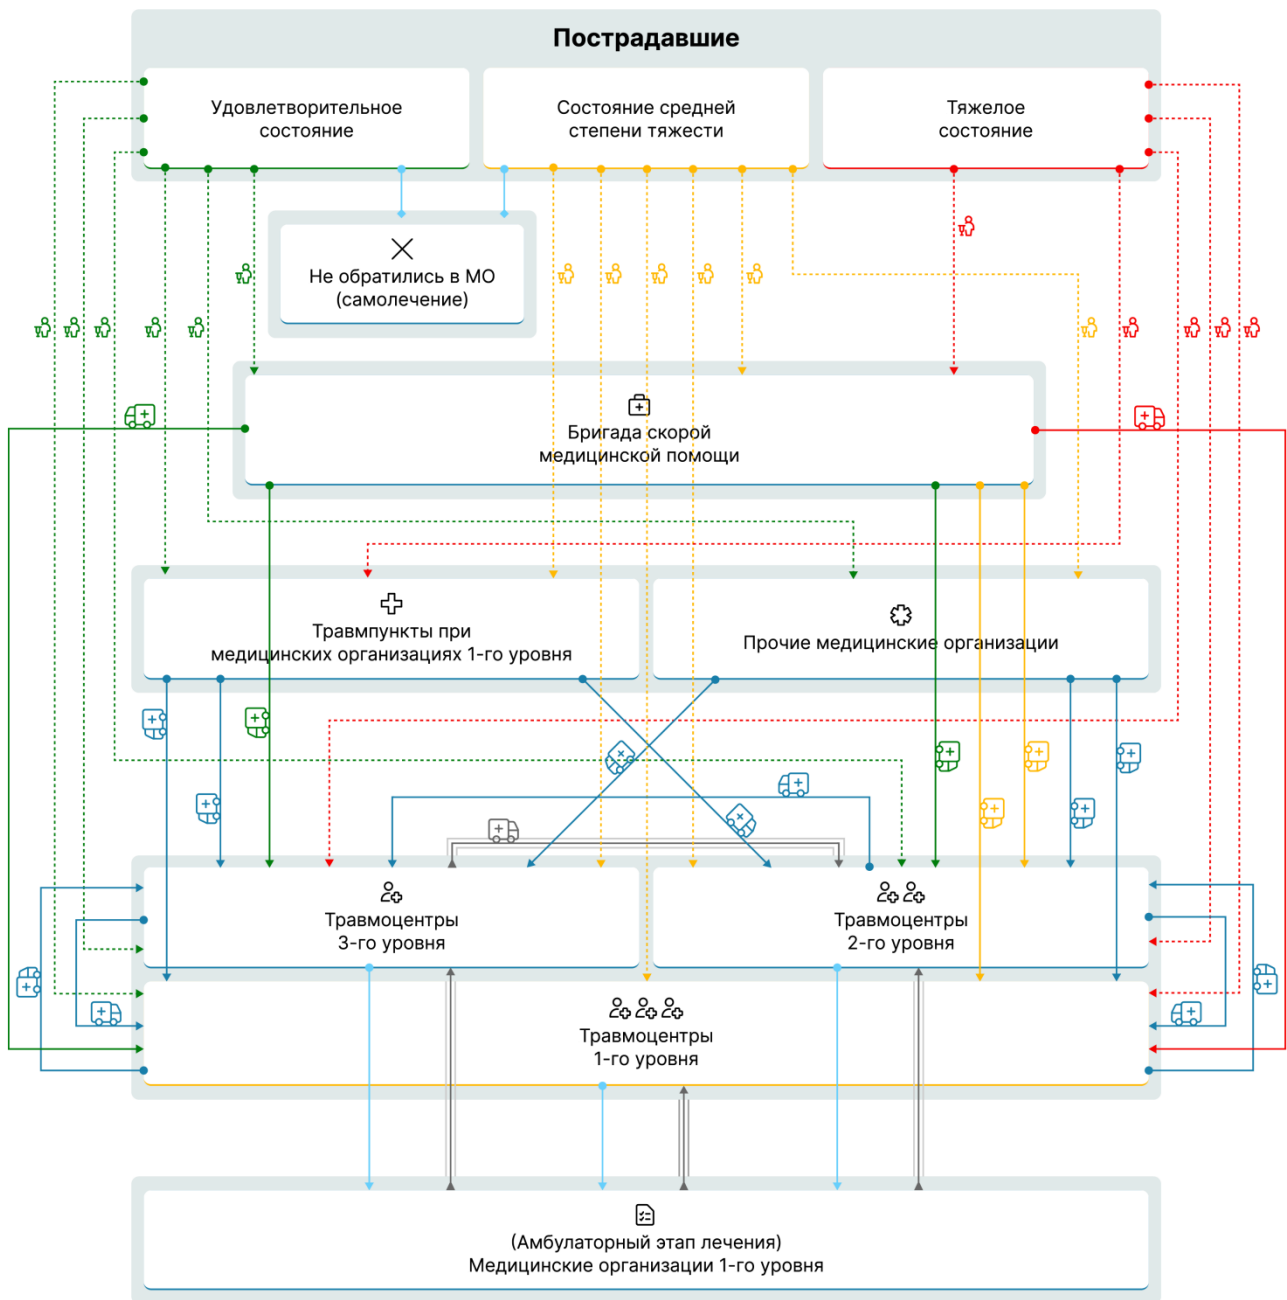 Пострадавшие
Удовлетворительное
состояние
Состояние средней
степени тяжести
Тяжелое
состояние
Не обратились в МО
(самолечение)
Бригада скорой
медицинской помощи
Травмпункты при
медицинских организациях 1-го уровня
Прочие медицинские организации
Травмоцентры
3-го уровня
Травмоцентры
2-го уровня
Травмоцентры
1-го уровня
(Амбулаторный этап лечения)
Медицинские организации 1-го уровня